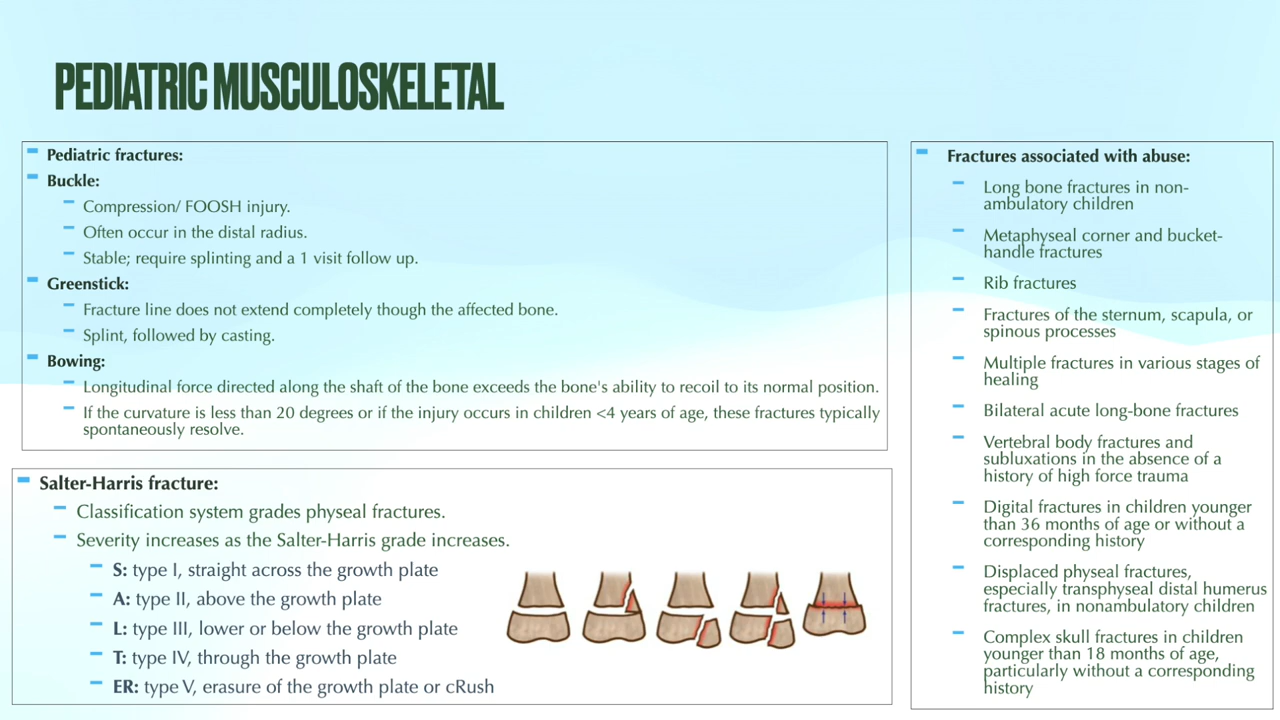 PEDIATRIC MUSCULOSKELETAL
Pediatric fractures:
Buckle:
Compression/ FOOSH injury.
Often occur in the distal radius.
Stable; require splinting and a 1 visit follow up.
Greenstick:
Fracture line does not extend completely though the affected bone.
Splint, followed by casting.
Bowing:
Longitudinal force directed along the shaft of the bone exceeds the bone's ability to recoil to its normal position.
If the curvature is less than 20 degrees or if the injury occurs in children <4 years of age, these fractures typically
spontaneously resolve.
Salter-Harris fracture:
Classification system grades physeal fractures.
Severity increases as the Salter-Harris grade increases.
S: type I, straight across the growth plate
A: type II, above the growth plate
L: type III, lower or below the growth plate
T: type IV, through the growth plate
ER: type V, erasure of the growth plate or cRush
Fractures associated with abuse:
Long bone fractures in non-
ambulatory children
Metaphyseal corner and bucket-
handle fractures
Rib fractures
Fractures of the sternum, scapula, or
spinous processes
Multiple fractures in various stages of
healing
Bilateral acute long-bone fractures
Vertebral body fractures and
subluxations in the absence of a
history of high force trauma
Digital fractures in children younger
than 36 months of age or without a
corresponding history
Displaced physeal fractures,
especially transphyseal distal humerus
fractures, in nonambulatory children
Complex skull fractures in children
younger than 18 months of age,
particularly without a corresponding
history